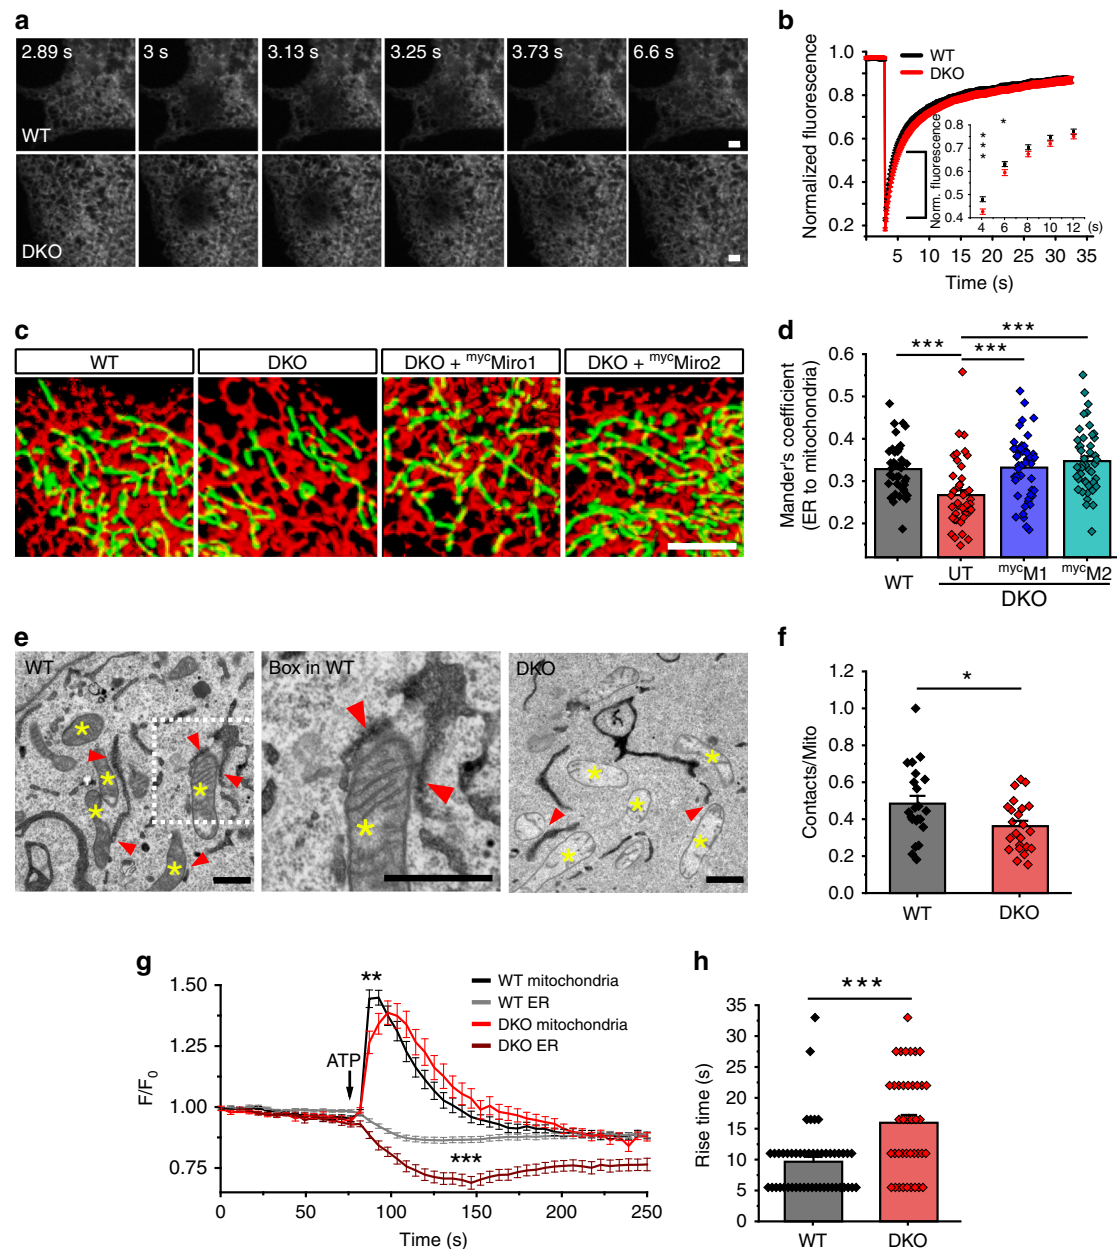 a
2.89 s 3 s 3.13 s 3.25 s 3.73 s 6.6 s
WT
DKO
b
Normalized fluorescence
1.0
0.8
0.6
0.4
0.2
WT
DKO
Norm. fluorescence
0.8
0.7
0.6
0.5
0.4
* * *
*
4 6 8 10 12 (s)
5 10 15 20 25 30 35
Time (s)
c
WT DKO DKO + mycMiro1 DKO + mycMiro2
d
Mander's coefficient
(ER to mitochondria)
0.6
0.5
0.4
0.3
0.2
***
*** ***
WT UT mycM1 mycM2
DKO
e
WT Box in WT DKO
f
Contacts/Mito
1.2
1.0
0.8
0.6
0.4
0.2
0.0
*
WT DKO
g
F/F0
1.50
1.25
1.00
0.75
**
ATP
***
WT mitochondria
WT ER
DKO mitochondria
DKO ER
0 50 100 150 200 250
Time (s)
h
Rise time (s)
35
30
25
20
15
10
5
0
***
WT DKO